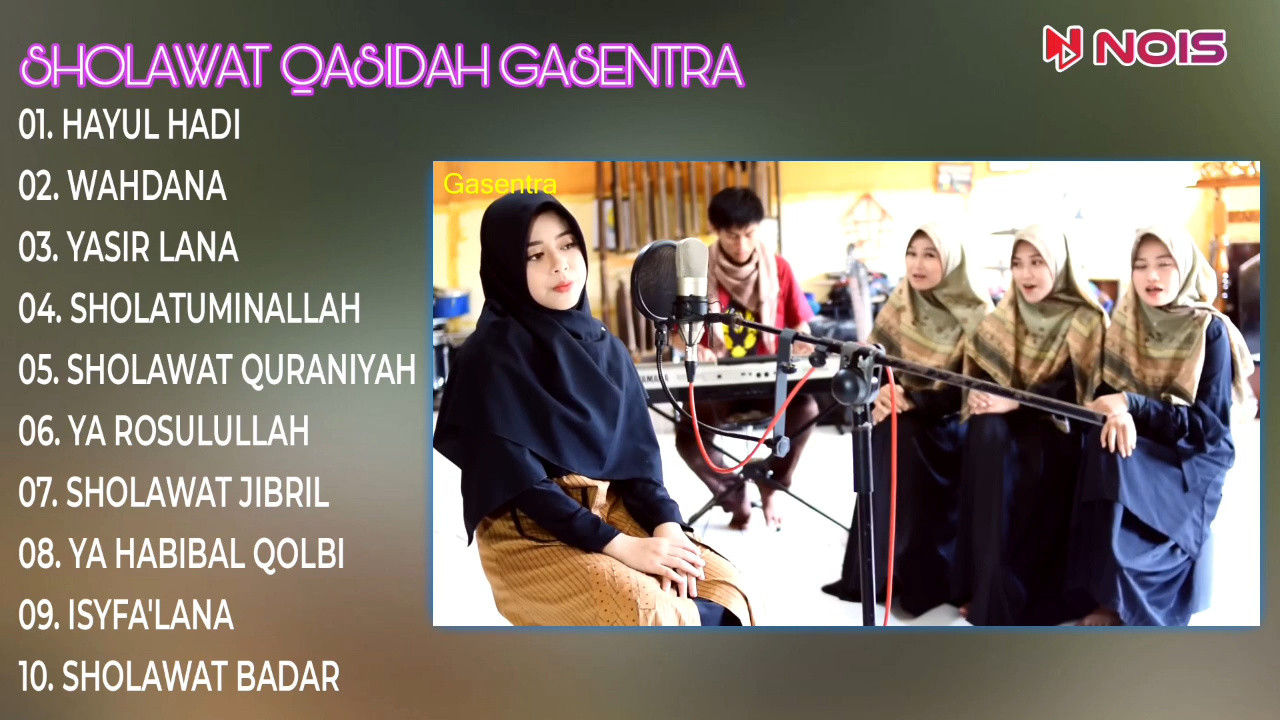 SHOLAWAT QASIDAH GASENTRA
NOIS
01. HAYUL HADI
02. WAHDANA
03. YASIR LANA
04. SHOLATUMINALLAH
05. SHOLAWAT QURANIYAH
06. YA ROSULULLAH
07. SHOLAWAT JIBRIL
08. YA HABIBAL QOLBI
09. ISYFA'LANA
10. SHOLAWAT BADAR
Gasentra
YAMAHA